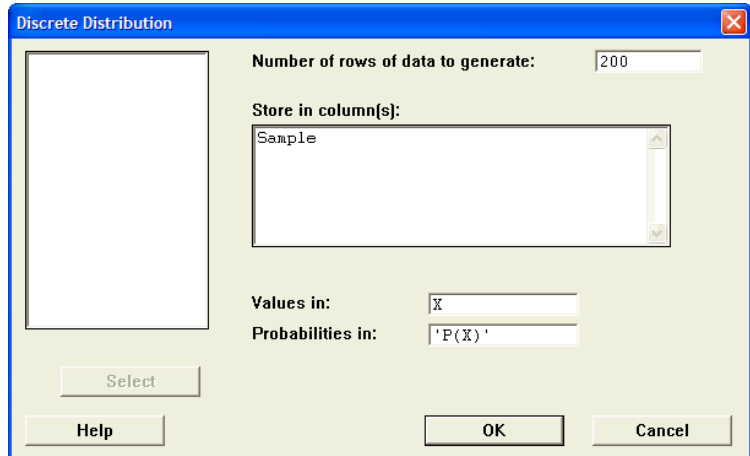 Discrete Distribution
Number of rows of data to generate: 200
Store in column(s):
Sample
Values in: X
Probabilities in: 'P(X)'
Select
Help OK Cancel